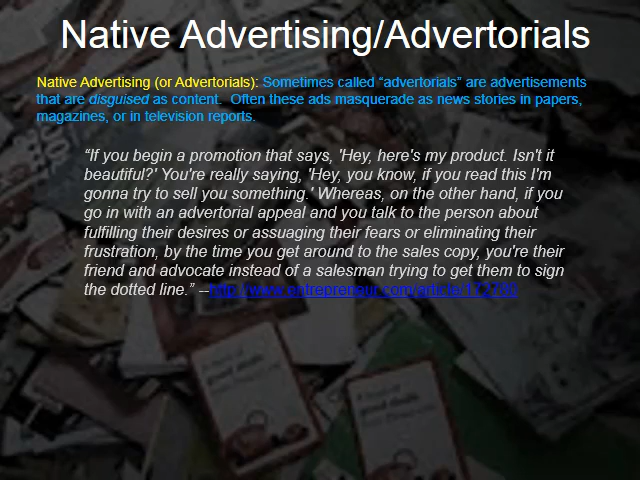 Native Advertising/Advertorials
Native Advertising (or Advertorials): Sometimes called “advertorials” are advertisements
that are disguised as content.  Often these ads masquerade as news stories in papers,
magazines, or in television reports.
“If you begin a promotion that says, 'Hey, here's my product. Isn't it
beautiful?' You're really saying, 'Hey, you know, if you read this I'm
gonna try to sell you something.' Whereas, on the other hand, if you
go in with an advertorial appeal and you talk to the person about
fulfilling their desires or assuaging their fears or eliminating their
frustration, by the time you get around to the sales copy, you're their
friend and advocate instead of a salesman trying to get them to sign
the dotted line.” --http://www.entrepreneur.com/article/172786
good deals
good deals